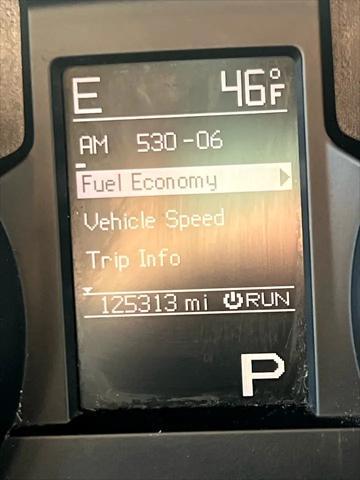 E 46°F
AM 530-06
Fuel Economy
Vehicle Speed
Trip Info
125313 mi RUN
P